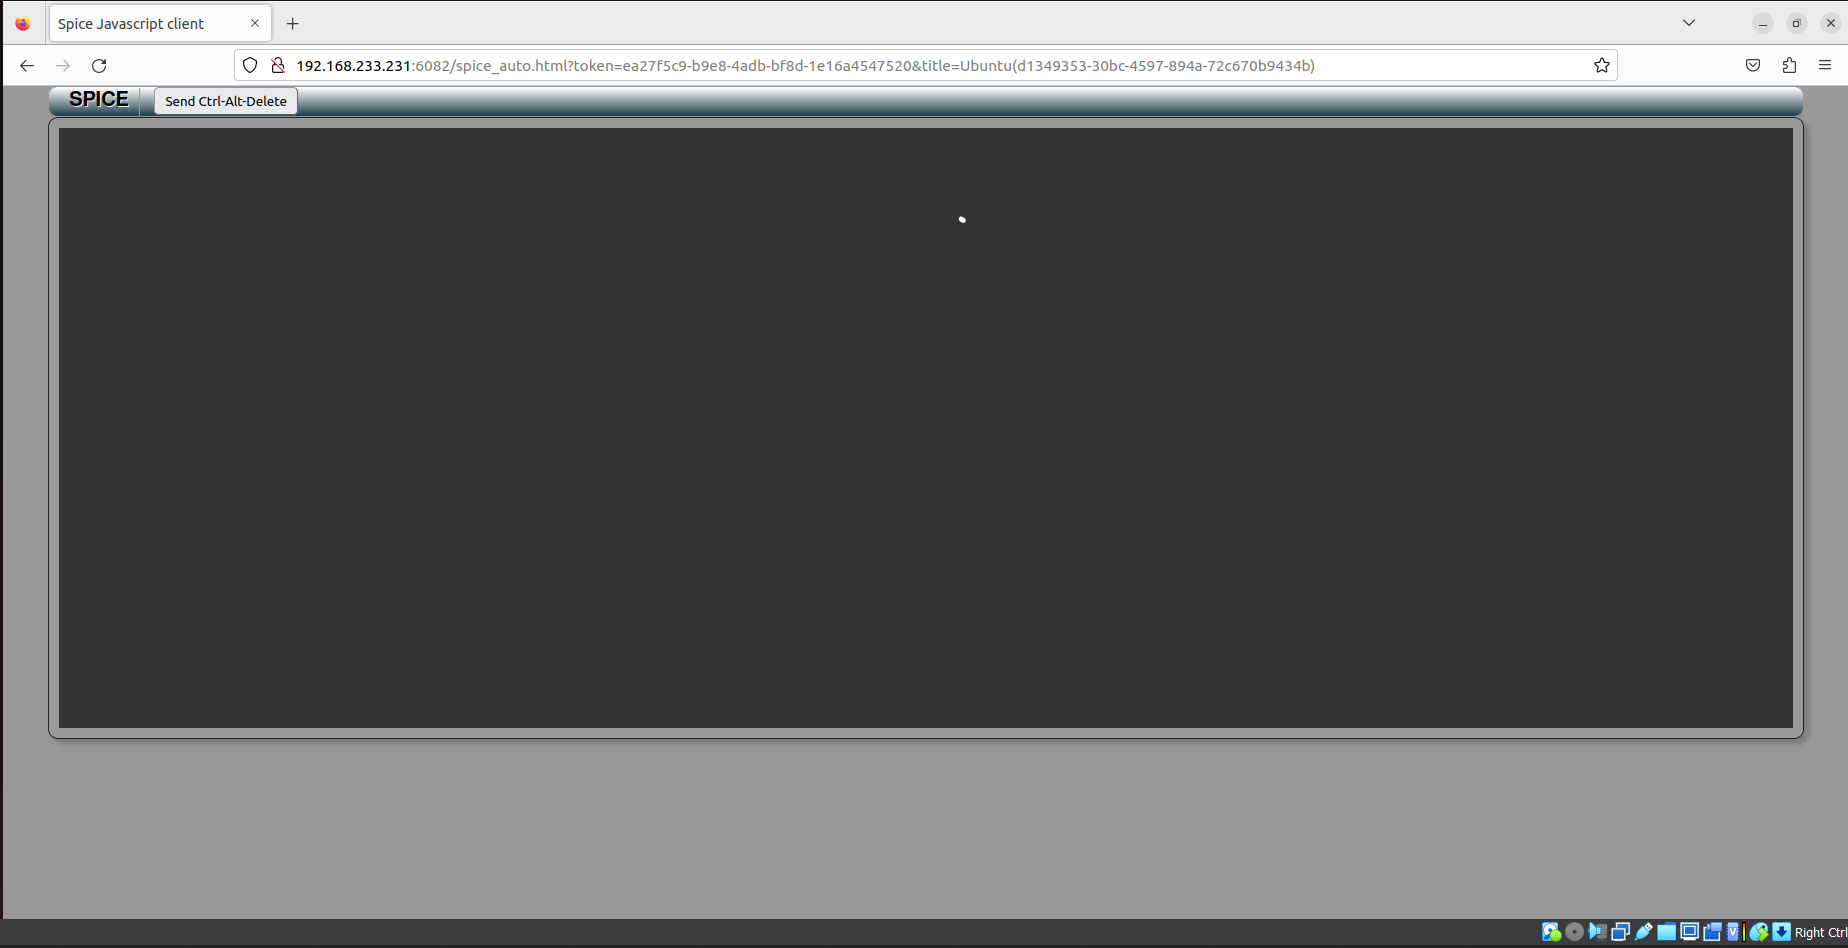 Spice Javascript client
192.168.233.231:6082/spice_auto.html?token=ea27f5c9-b9e8-4adb-bf8d-1e16a4547520&title=Ubuntu(d1349353-30bc-4597-894a-72c670b9434b)
SPICE
Send Ctrl-Alt-Delete
Right Ctrl